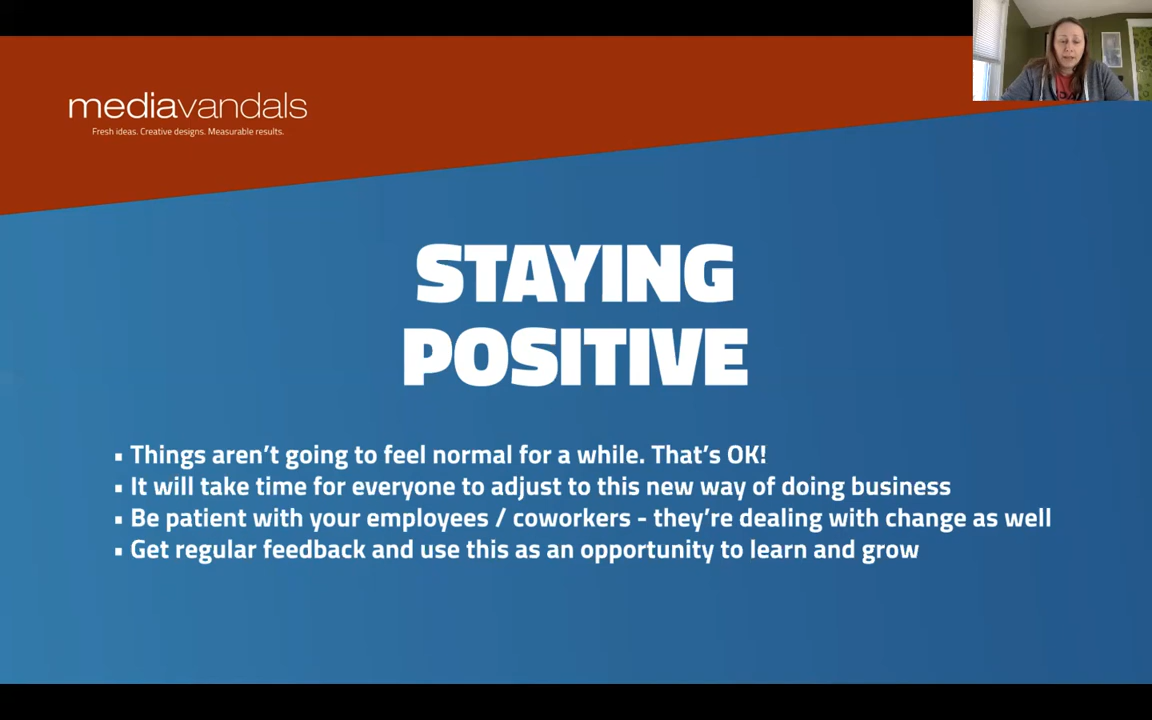 mediavandals
Fresh ideas. Creative designs. Measurable results.
STAYING
POSITIVE
▪ Things aren't going to feel normal for a while. That's OK!
▪ It will take time for everyone to adjust to this new way of doing business
▪ Be patient with your employees / coworkers - they're dealing with change as well
▪ Get regular feedback and use this as an opportunity to learn and grow